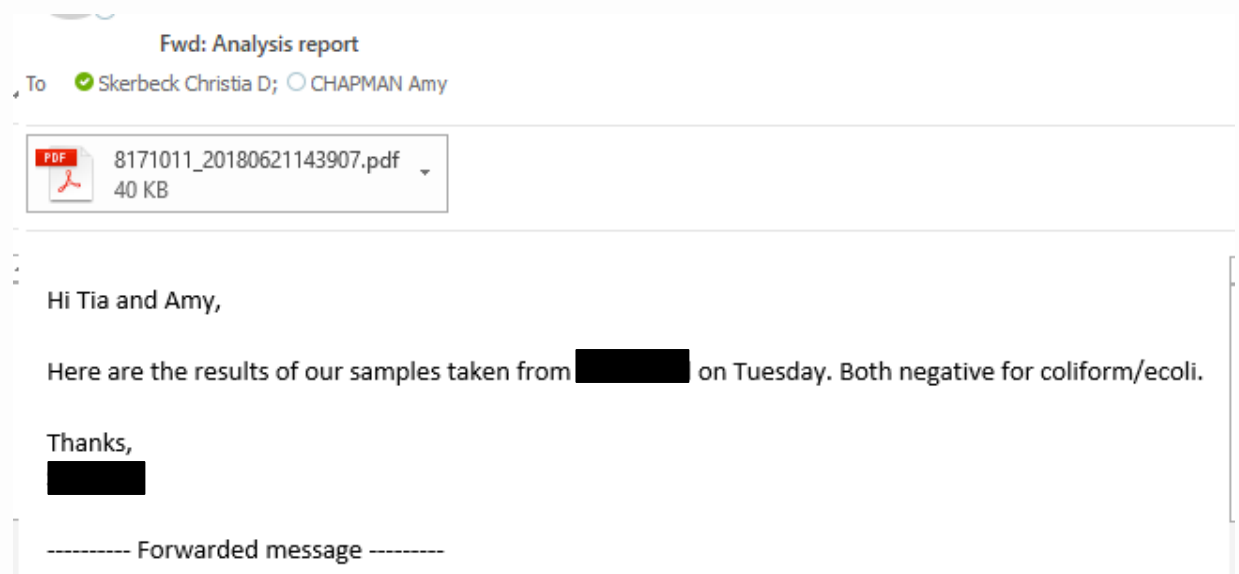 Fwd: Analysis report
To Skerbeck Christia D; CHAPMAN Amy
PDF
8171011_20180621143907.pdf
40 KB
Hi Tia and Amy,
Here are the results of our samples taken from on Tuesday. Both negative for coliform/ecoli.
Thanks,
---------- Forwarded message ---------